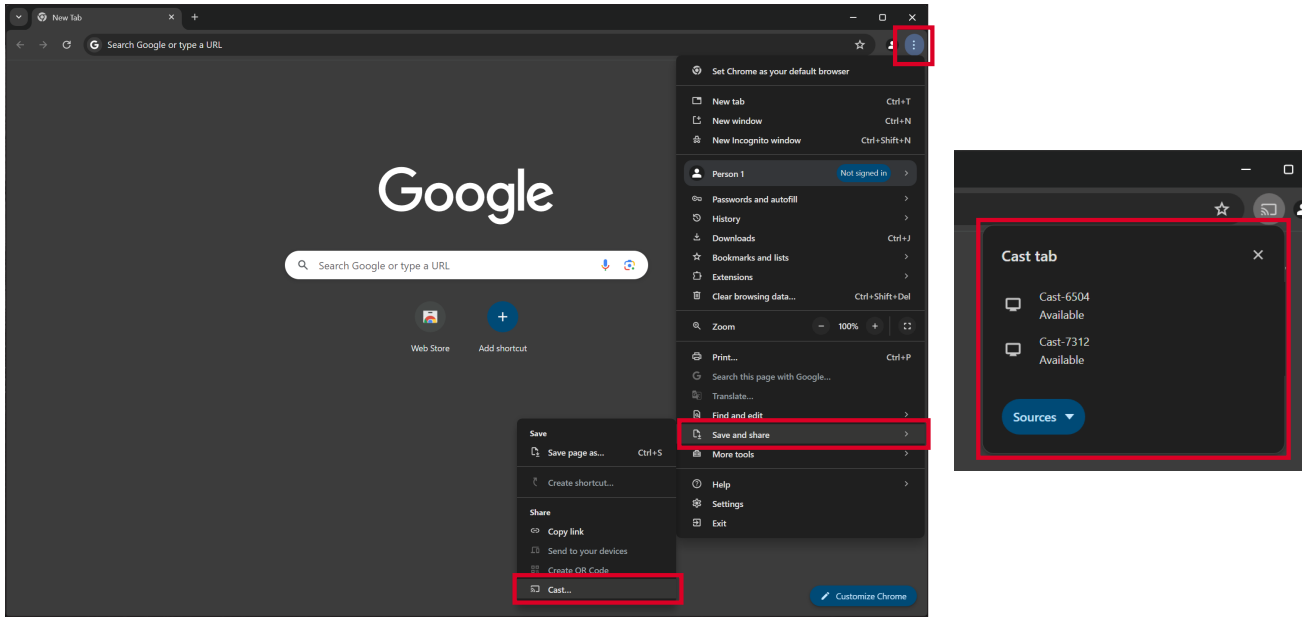 New Tab
Search Google or type a URL
Set Chrome as your default browser
New tab Ctrl+T
New window Ctrl+N
New Incognito window Ctrl+Shift+N
Person 1 Not signed in
Passwords and autofill
History
Downloads Ctrl+J
Bookmarks and lists
Extensions
Clear browsing data... Ctrl+Shift+Del
Zoom − 100% +
Print... Ctrl+P
Search this page with Google...
Translate...
Find and edit
Save and share
More tools
Help
Settings
Exit
Google
Search Google or type a URL
Web Store
Add shortcut
Save
Save page as... Ctrl+S
Create shortcut...
Share
Copy link
Send to your devices
Create QR Code
Cast...
Customize Chrome
Cast tab
Cast-6504
Available
Cast-7312
Available
Sources